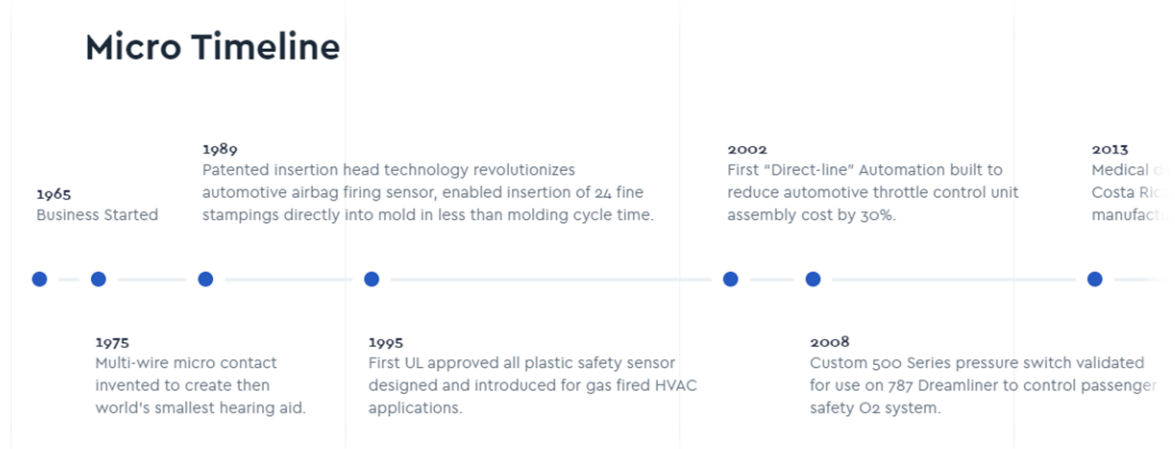 Micro Timeline
1965
Business Started
1975
Multi-wire micro contact
invented to create then
world's smallest hearing aid.
1989
Patented insertion head technology revolutionizes
automotive airbag firing sensor, enabled insertion of 24 fine
stampings directly into mold in less than molding cycle time.
1995
First UL approved all plastic safety sensor
designed and introduced for gas fired HVAC
applications.
2002
First "Direct-line" Automation built to
reduce automotive throttle control unit
assembly cost by 30%.
2008
Custom 500 Series pressure switch validated
for use on 787 Dreamliner to control passenger
safety O2 system.
2013
Medical
Costa